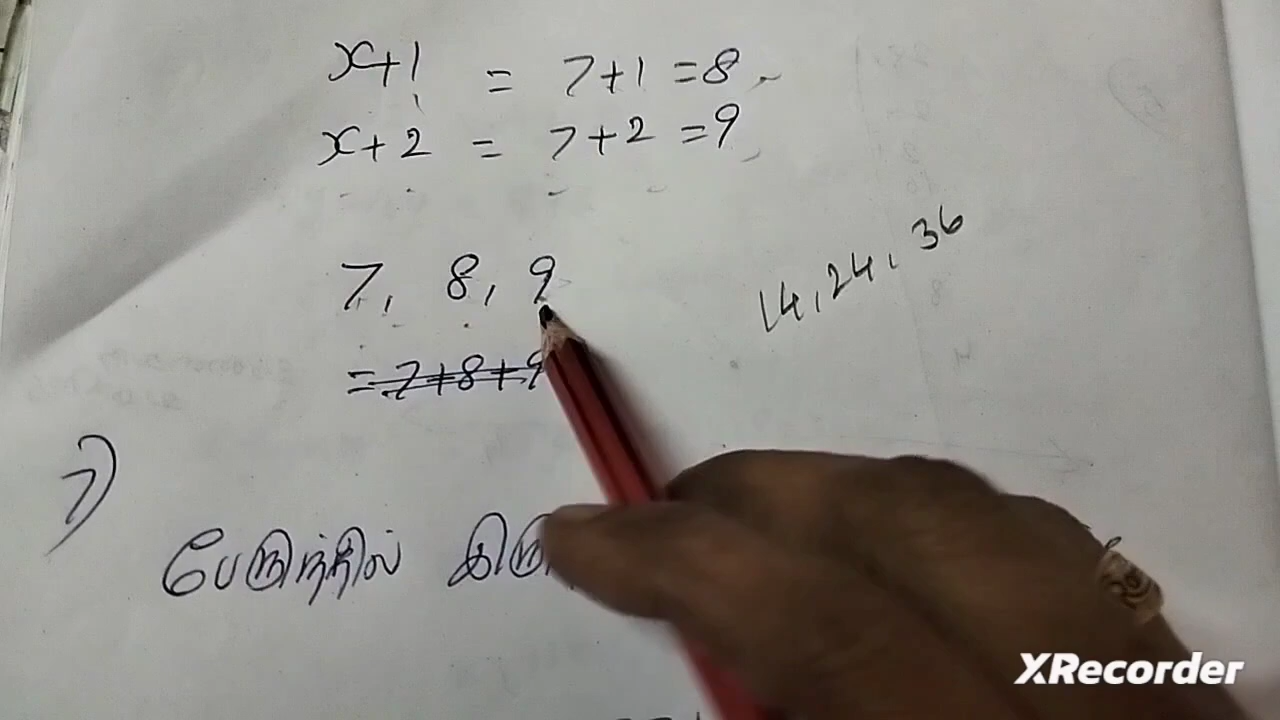 x+1 = 7+1 =8
x+2 = 7+2 =9
7, 8, 9
14, 24, 36
= 7+8+9
7)
பேருந்தில்
XRecorder